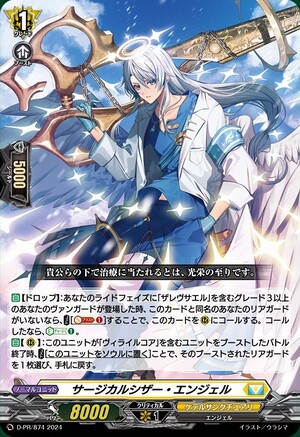 1
グレード
ブースト
5000
シールド
貴公らの下で治療に当たれるとは、光栄の至りです。
【ドロップ】:あなたのライドフェイズに「ザレヴサエル」を含むグレード3以上
のあなたのヴァンガードが登場した時、このカードと同名のあなたのリアガード
がいないなら、
することで、このカードを
にコールする。コール
したなら、
。
:このユニットが「ヴィライルコア」を含むユニットをブーストしたバトル
終了時、【このユニットをソウルに置く】ことで、そのブーストされたリアガード
を1枚選び、手札に戻す。
ノーマルユニット
サージカルシザー・エンジェル
ケテルサンクチュアリ
パワー
8000
クリティカル
1
エンジェル
D-PR/874 2024
イラスト/ウラシマ